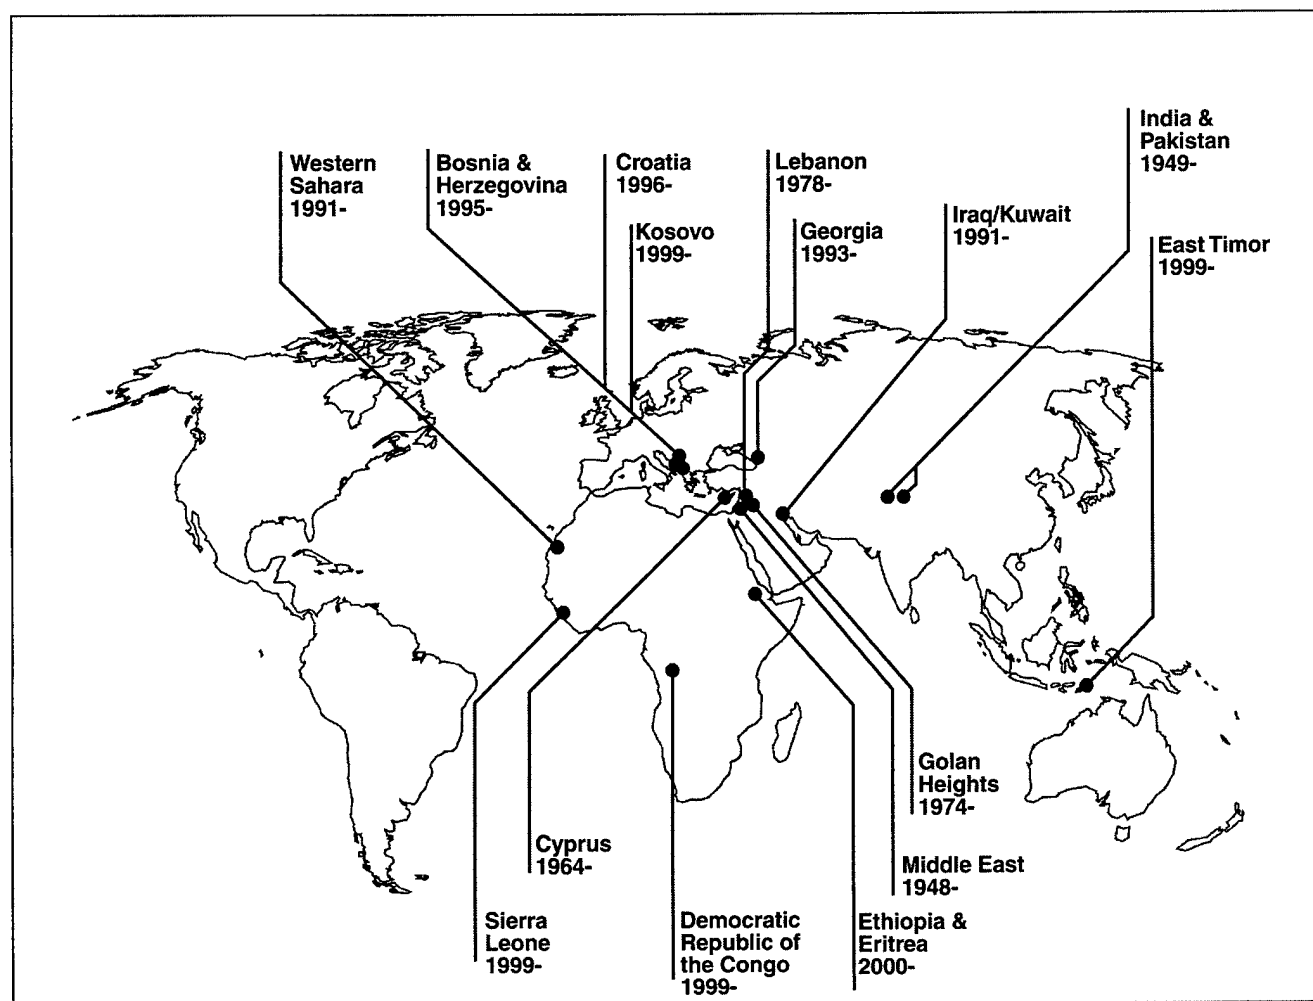 Western
Sahara
1991-
Bosnia &
Herzegovina
1995-
Croatia
1996-
Kosovo
1999-
Lebanon
1978-
Georgia
1993-
Iraq/Kuwait
1991-
India &
Pakistan
1949-
East Timor
1999-
Golan
Heights
1974-
Cyprus
1964-
Middle East
1948-
Sierra
Leone
1999-
Democratic
Republic of
the Congo
1999-
Ethiopia &
Eritrea
2000-